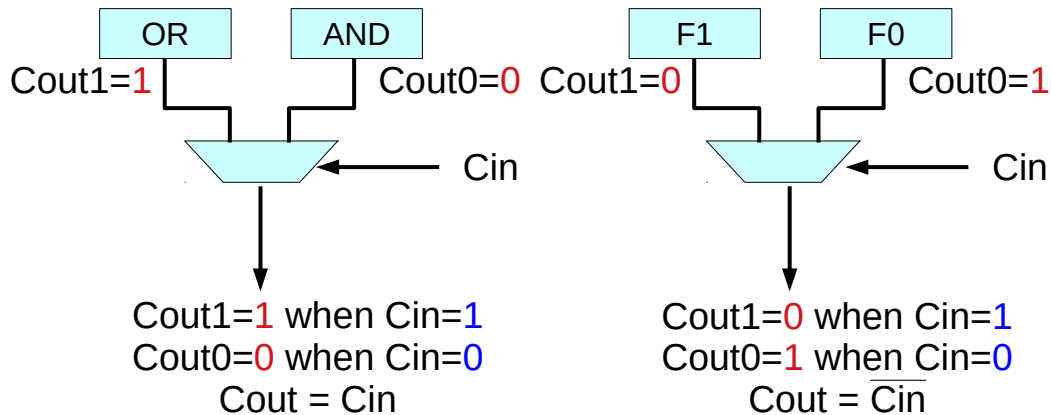 OR AND
Cout1=1 Cout0=0
Cin
Cout1=1 when Cin=1
Cout0=0 when Cin=0
Cout = Cin
F1 F0
Cout1=0 Cout0=1
Cin
Cout1=0 when Cin=1
Cout0=1 when Cin=0
Cout = C̅i̅n̅